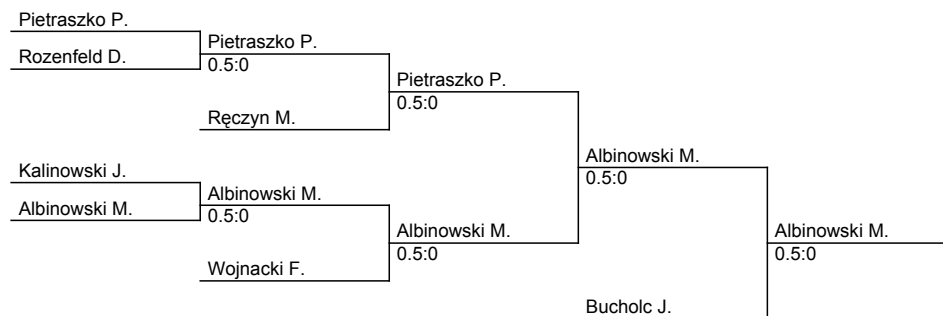 Pietraszko P.
Rozenfeld D.
Pietraszko P.
0.5:0
Ręczyn M.
Pietraszko P.
0.5:0
Kalinowski J.
Albinowski M.
Albinowski M.
0.5:0
Wojnacki F.
Albinowski M.
0.5:0
Albinowski M.
0.5:0
Bucholc J.
Albinowski M.
0.5:0